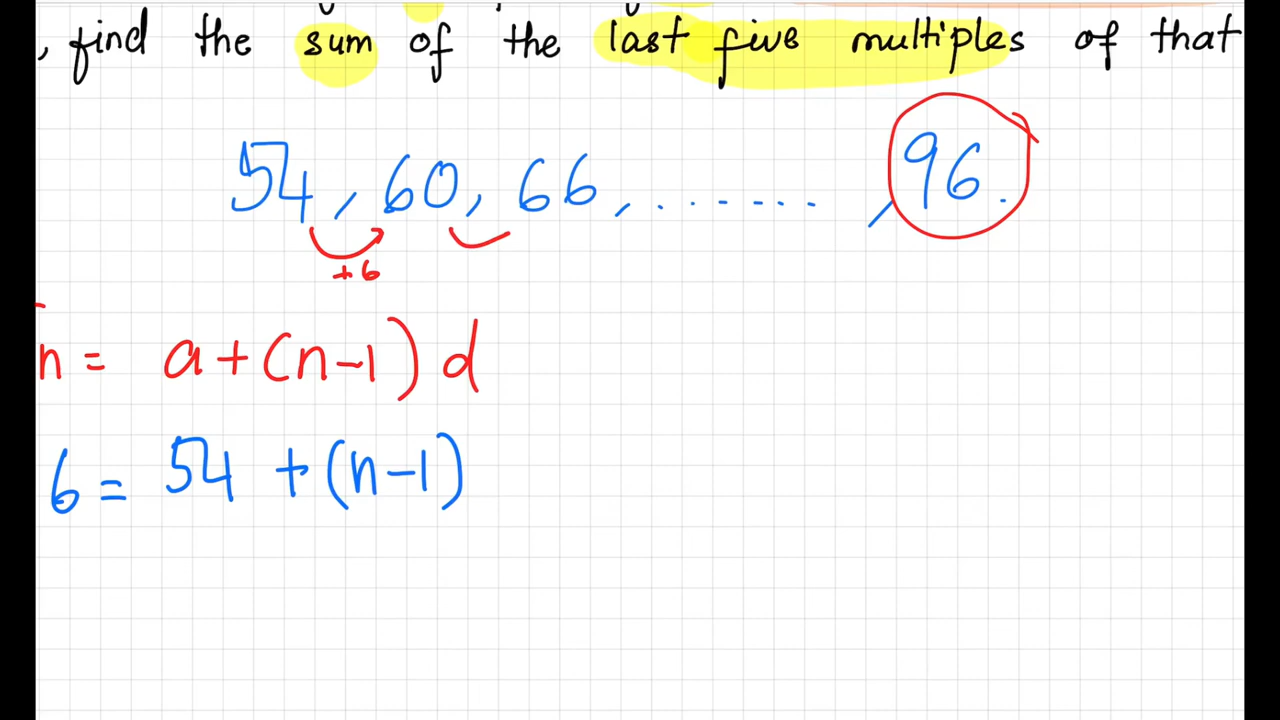 , find the sum of the last five multiples of that
54, 60, 66, ........ , 96.
+6
n = a+(n-1) d
6 = 54 + (n-1)